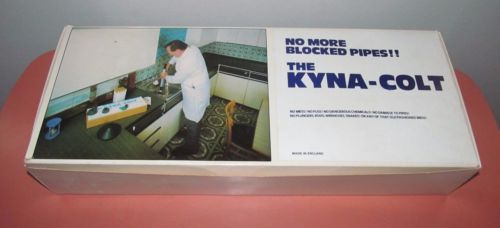 NO MORE
BLOCKED PIPES!!
THE
KYNA-COLT
NO MESS! NO FUSS! NO DANGEROUS CHEMICALS! NO DAMAGE TO PIPES!
NO PLUNGERS, RODS, WRENCHES, SNAKES, OR ANY OF THAT OLD FASHIONED MESS!
MADE IN ENGLAND